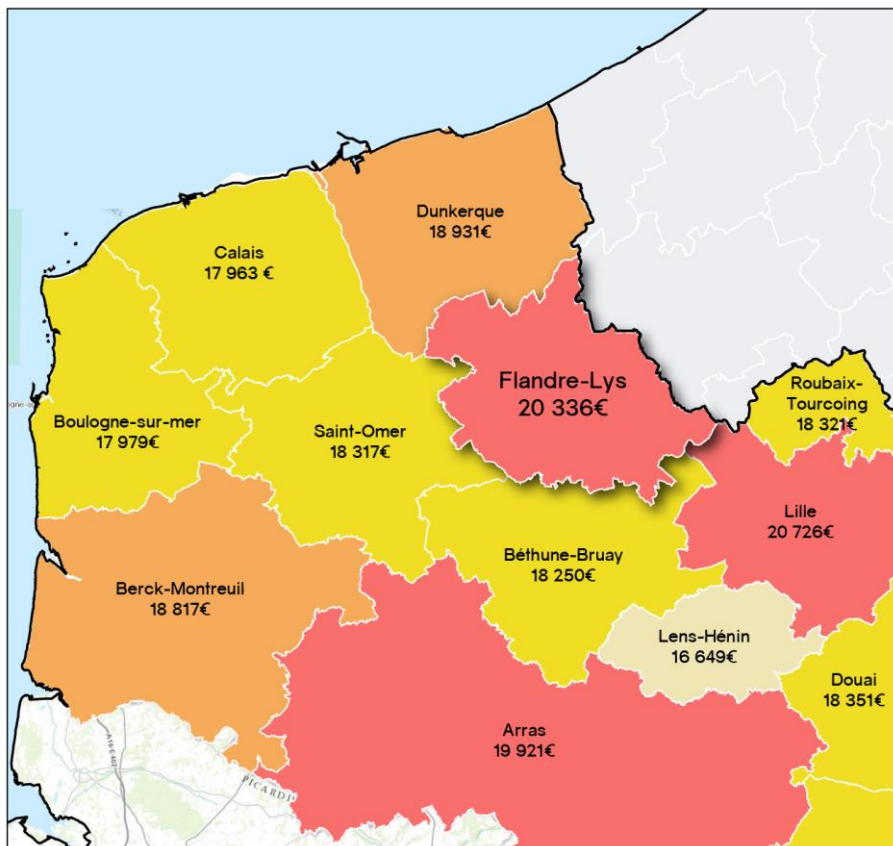 Dunkerque
18 931€
Calais
17 963 €
Flandre-Lys
20 336€
Roubaix-
Tourcoing
18 321€
Boulogne-sur-mer
17 979€
Saint-Omer
18 317€
Lille
20 726€
Béthune-Bruay
18 250€
Berck-Montreuil
18 817€
Lens-Hénin
16 649€
Douai
18 351€
Arras
19 921€
PICARDI